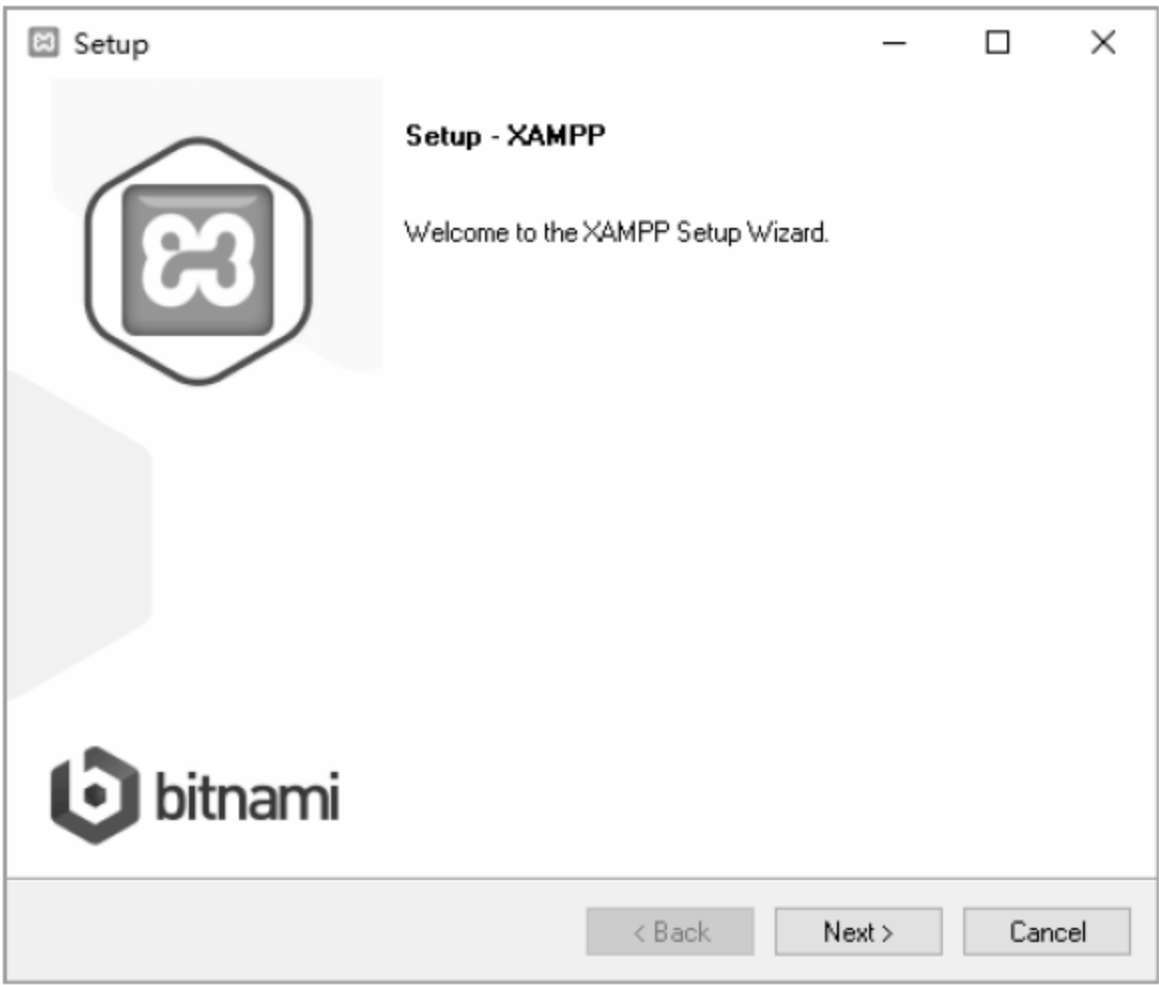 Setup
Setup - XAMPP
Welcome to the XAMPP Setup Wizard.
bitnami
< Back
Next >
Cancel